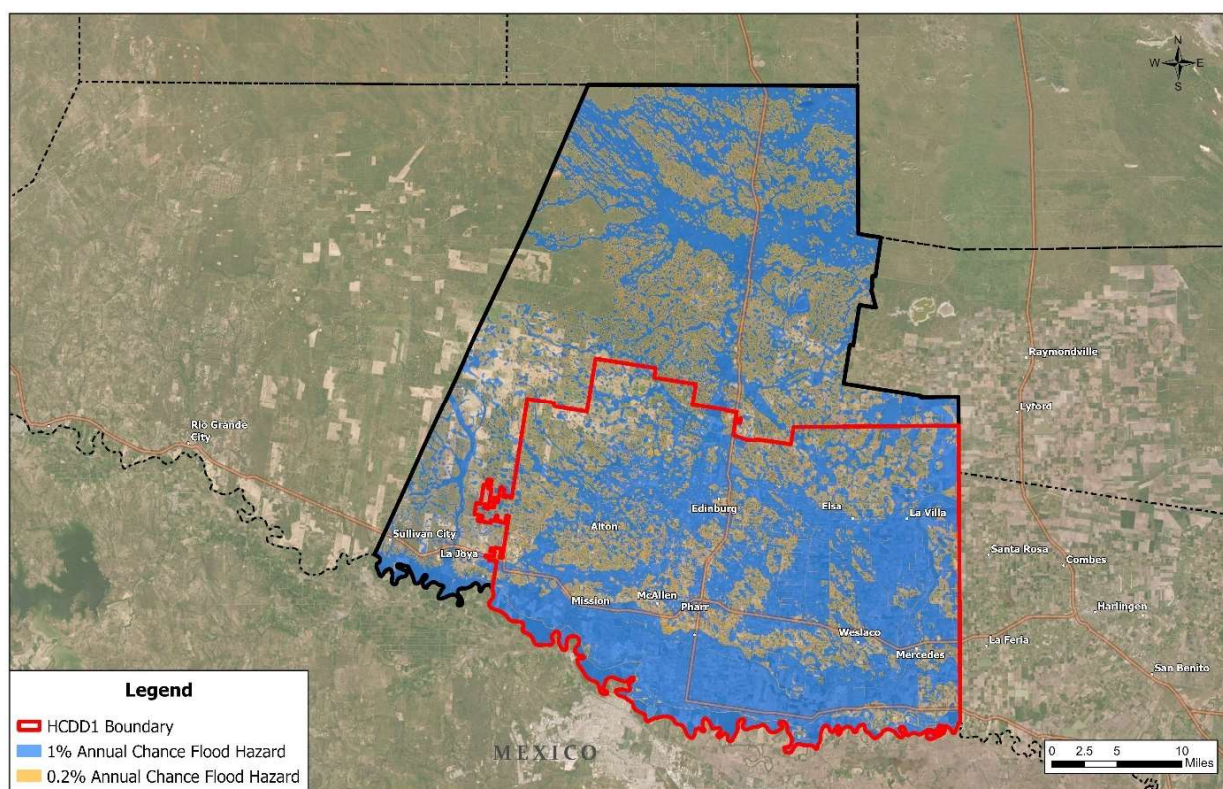 N
W E
S
Raymondville
Lyford
Rio Grande
City
Edinburg
Elsa
La Villa
Alton
Sullivan City
La Joya
Santa Rosa
Combes
Mission
McAllen
Pharr
Harlingen
Weslaco
La Feria
Mercedes
San Benito
MEXICO
Legend
HCDD1 Boundary
1% Annual Chance Flood Hazard
0.2% Annual Chance Flood Hazard
0 2.5 5 10
Miles